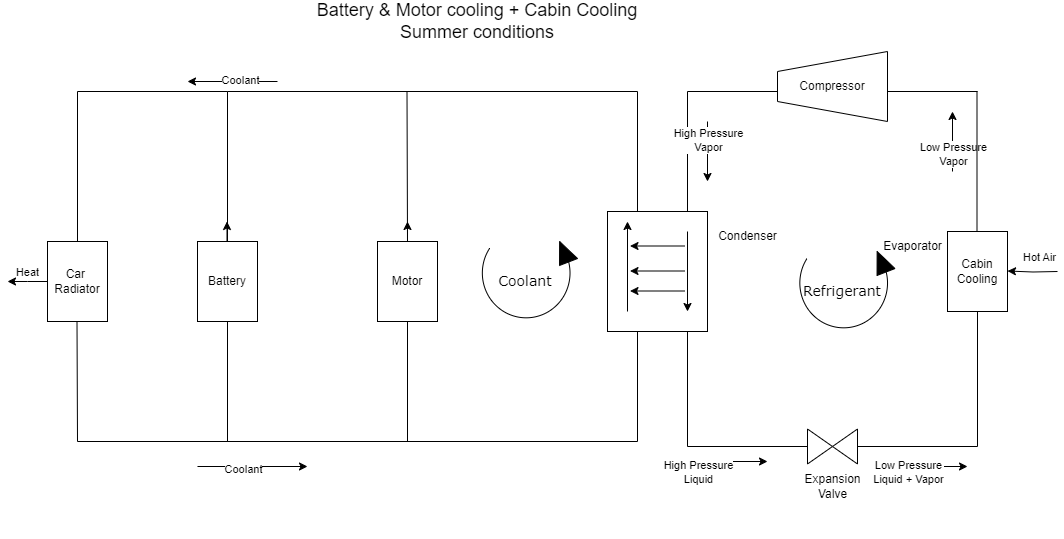 Battery & Motor cooling + Cabin Cooling
Summer conditions
Coolant
Compressor
High Pressure
Vapor
Low Pressure
Vapor
Condenser
Evaporator
Heat
Car
Radiator
Battery
Motor
Coolant
Refrigerant
Cabin
Cooling
Hot Air
Coolant
High Pressure
Liquid
Expansion
Valve
Low Pressure
Liquid + Vapor